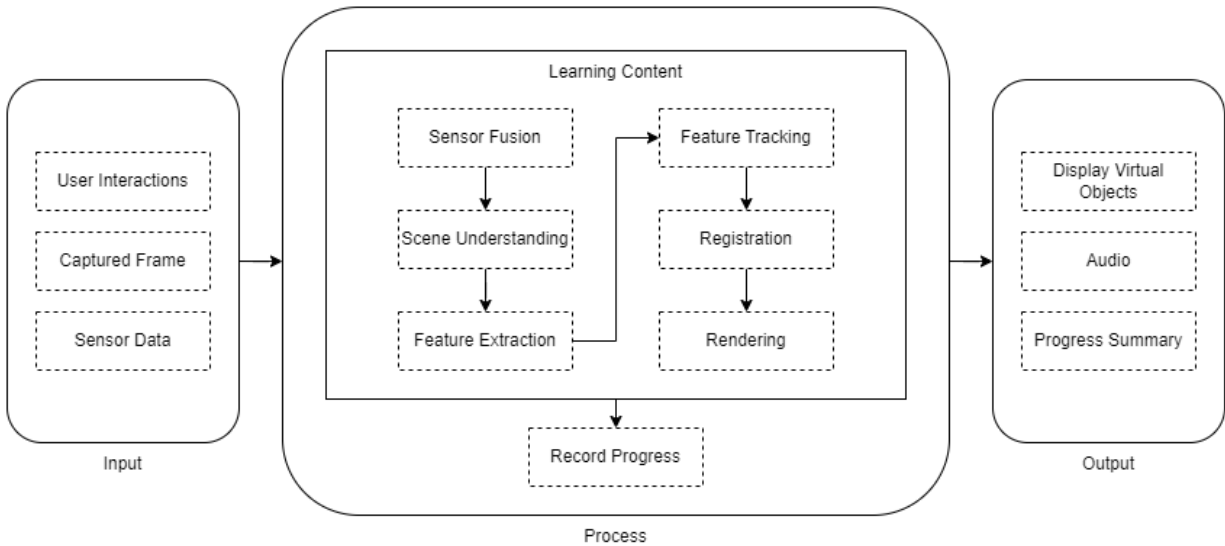 Learning Content
Sensor Fusion
Feature Tracking
User Interactions
Display Virtual
Objects
Scene Understanding
Registration
Captured Frame
Audio
Feature Extraction
Rendering
Sensor Data
Progress Summary
Record Progress
Input
Output
Process